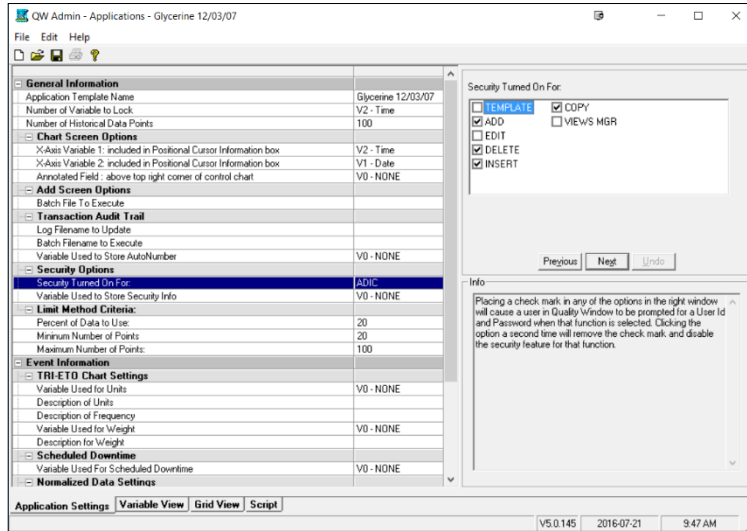 QW Admin - Applications - Glycerine 12/03/07
File Edit Help
General Information
Application Template Name Glycerine 12/03/07
Number of Variable to Lock V2 - Time
Number of Historical Data Points 100
Chart Screen Options
X-Axis Variable 1: included in Positional Cursor Information box V2 - Time
X-Axis Variable 2: included in Positional Cursor Information box V1 - Date
Annotated Field : above top right corner of control chart V0 - NONE
Add Screen Options
Batch File To Execute
Transaction Audit Trail
Log Filename to Update
Batch Filename to Execute
Variable Used to Store AutoNumber V0 - NONE
Security Options
Security Turned On For: ADIC
Variable Used to Store Security Info V0 - NONE
Limit Method Criteria:
Percent of Data to Use: 20
Mininum Number of Points 20
Maximum Number of Points: 100
Event Information
TRI-ETO Chart Settings
Variable Used for Units V0 - NONE
Description of Units
Description of Frequency
Variable Used for Weight V0 - NONE
Description for Weight
Scheduled Downtime
Variable Used For Scheduled Downtime V0 - NONE
Normalized Data Settings
Application Settings Variable View Grid View Script
Security Turned On For:
TEMPLATE COPY
ADD VIEWS MGR
EDIT
DELETE
INSERT
Previous Next Undo
Info
Placing a check mark in any of the options in the right window
will cause a user in Quality Window to be prompted for a User Id
and Password when that function is selected. Clicking the
option a second time will remove the check mark and disable
the security feature for that function.
V5.0.145 2016-07-21 9:47 AM